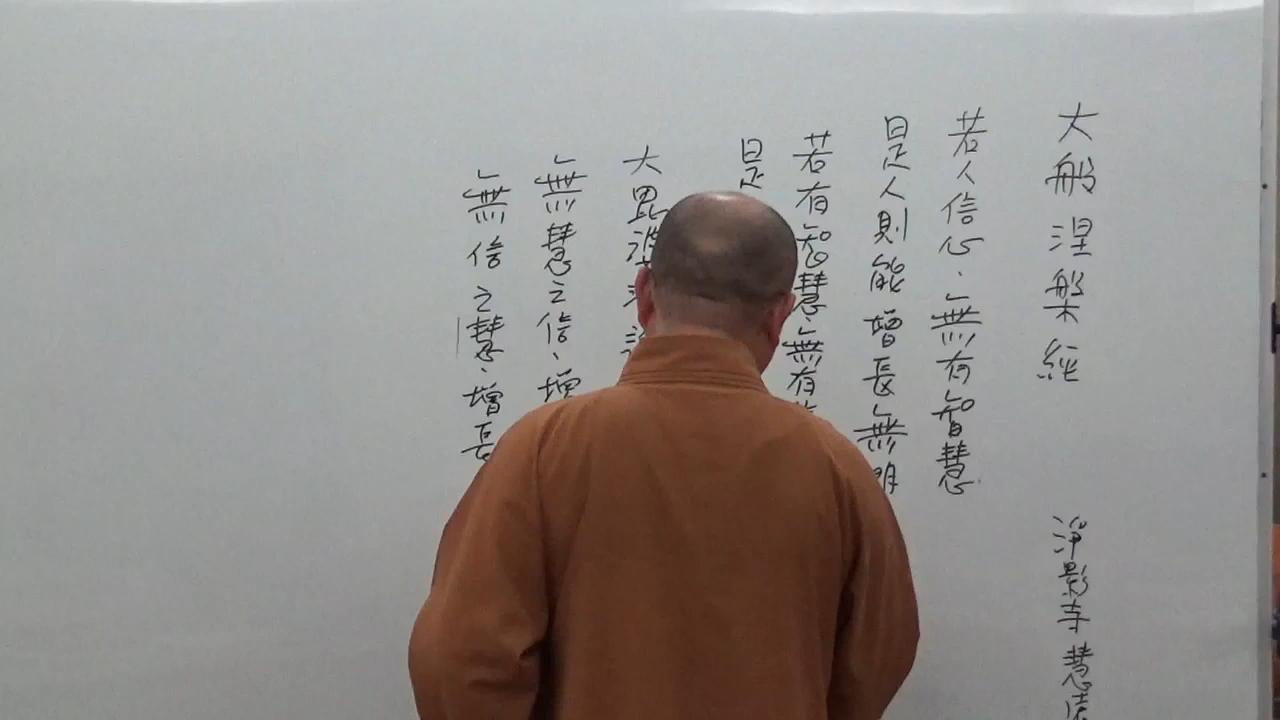 大般涅槃經
淨影寺慧遠
若人信心、無有智慧
是人則能增長無明
若有智慧、無有
是
大毘婆沙
無慧之信、增
無信之慧、增長